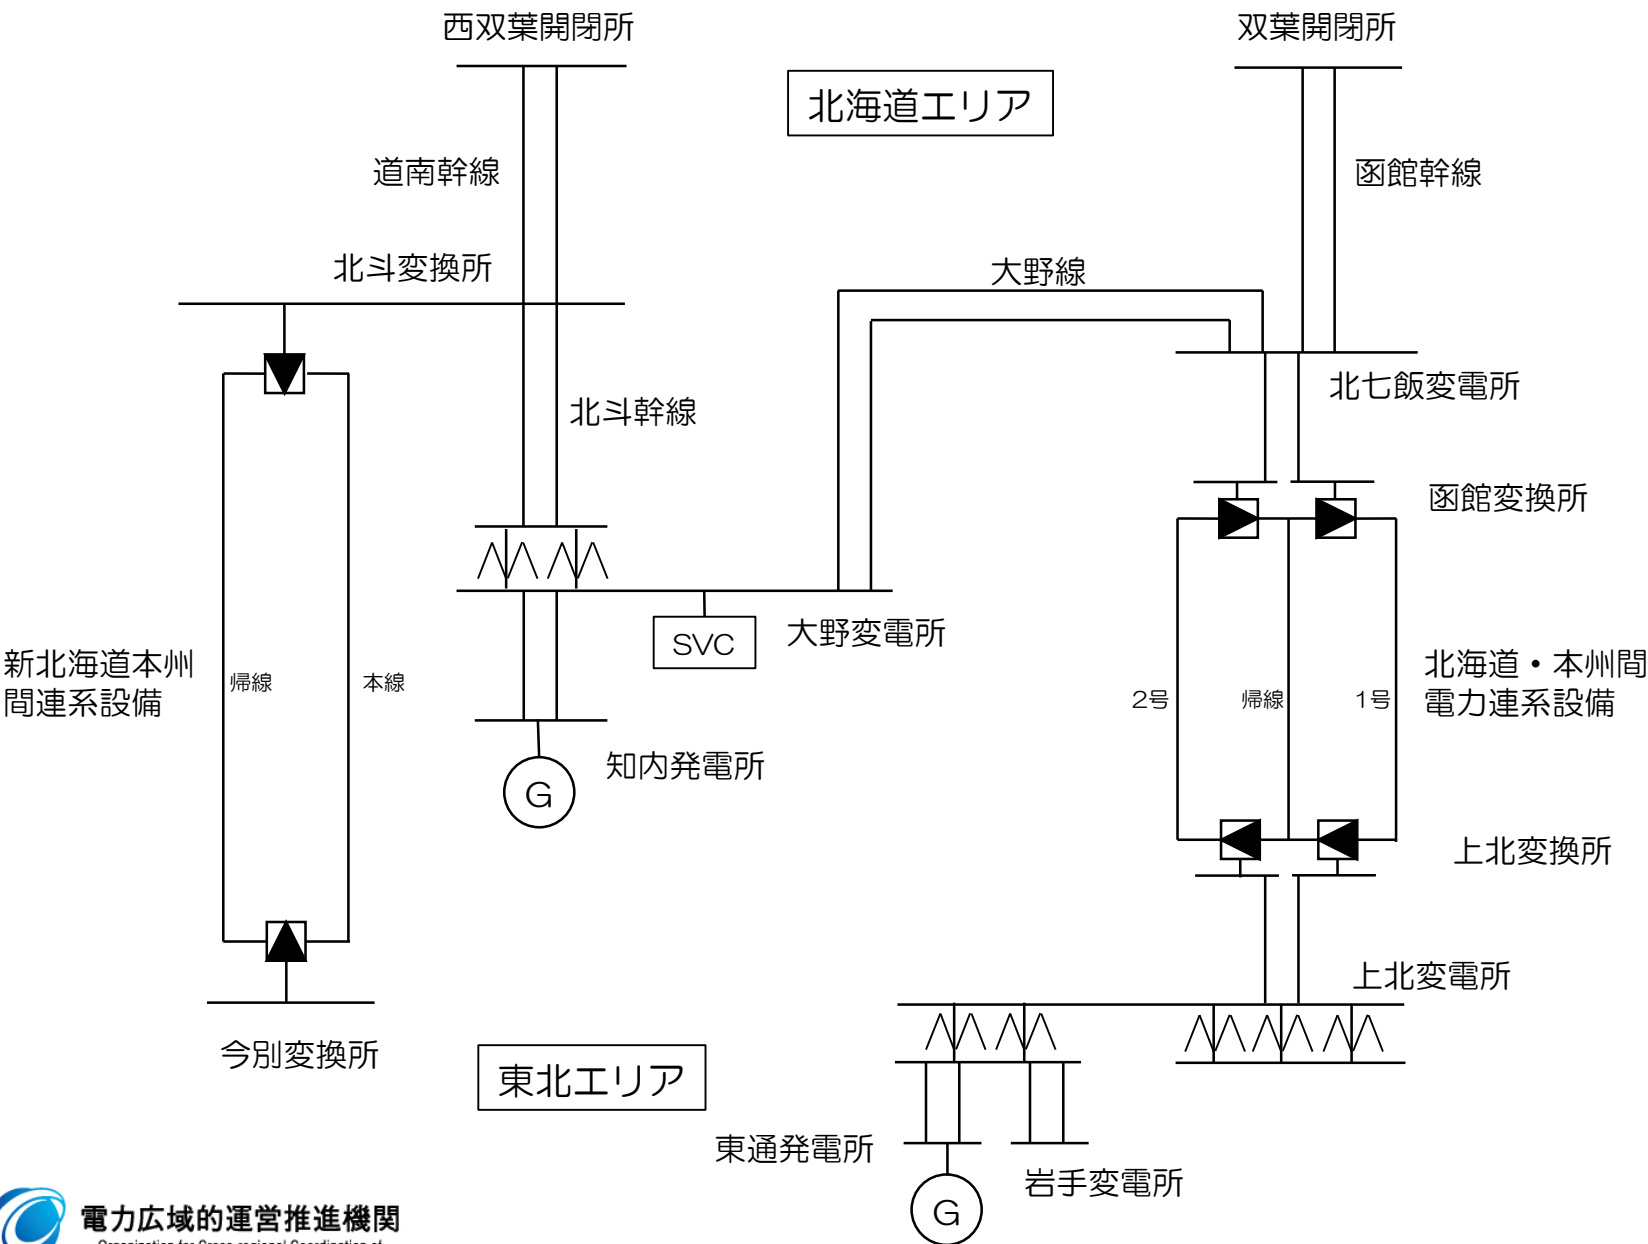 西双葉開閉所
双葉開閉所
北海道エリア
道南幹線
函館幹線
北斗変換所
大野線
北七飯変電所
北斗幹線
函館変換所
SVC
大野変電所
新北海道本州
間連系設備
帰線
本線
2号
帰線
1号
北海道・本州間
電力連系設備
知内発電所
G
上北変換所
上北変電所
今別変換所
東北エリア
東通発電所
岩手変電所
G
電力広域的運営推進機関
Organization for Cross-regional Coordination of